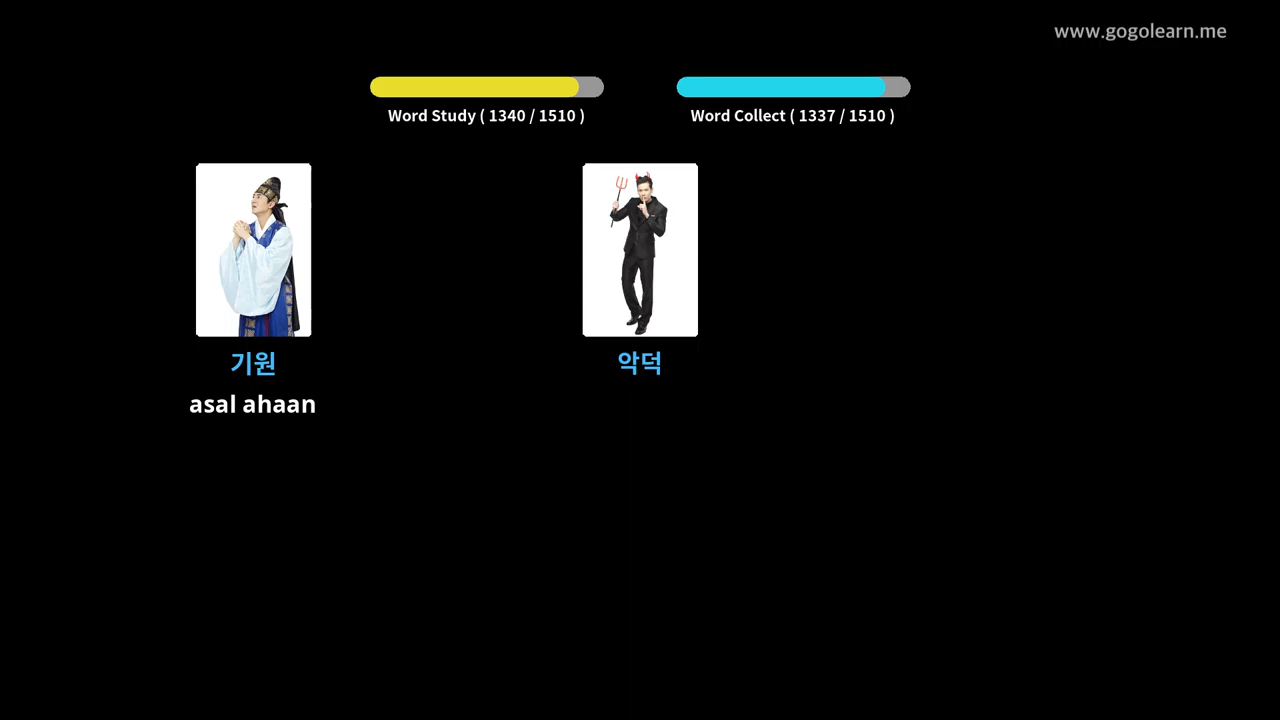 www.gogolearn.me
Word Study ( 1340 / 1510 )
Word Collect ( 1337 / 1510 )
기원
악덕
asal ahaan